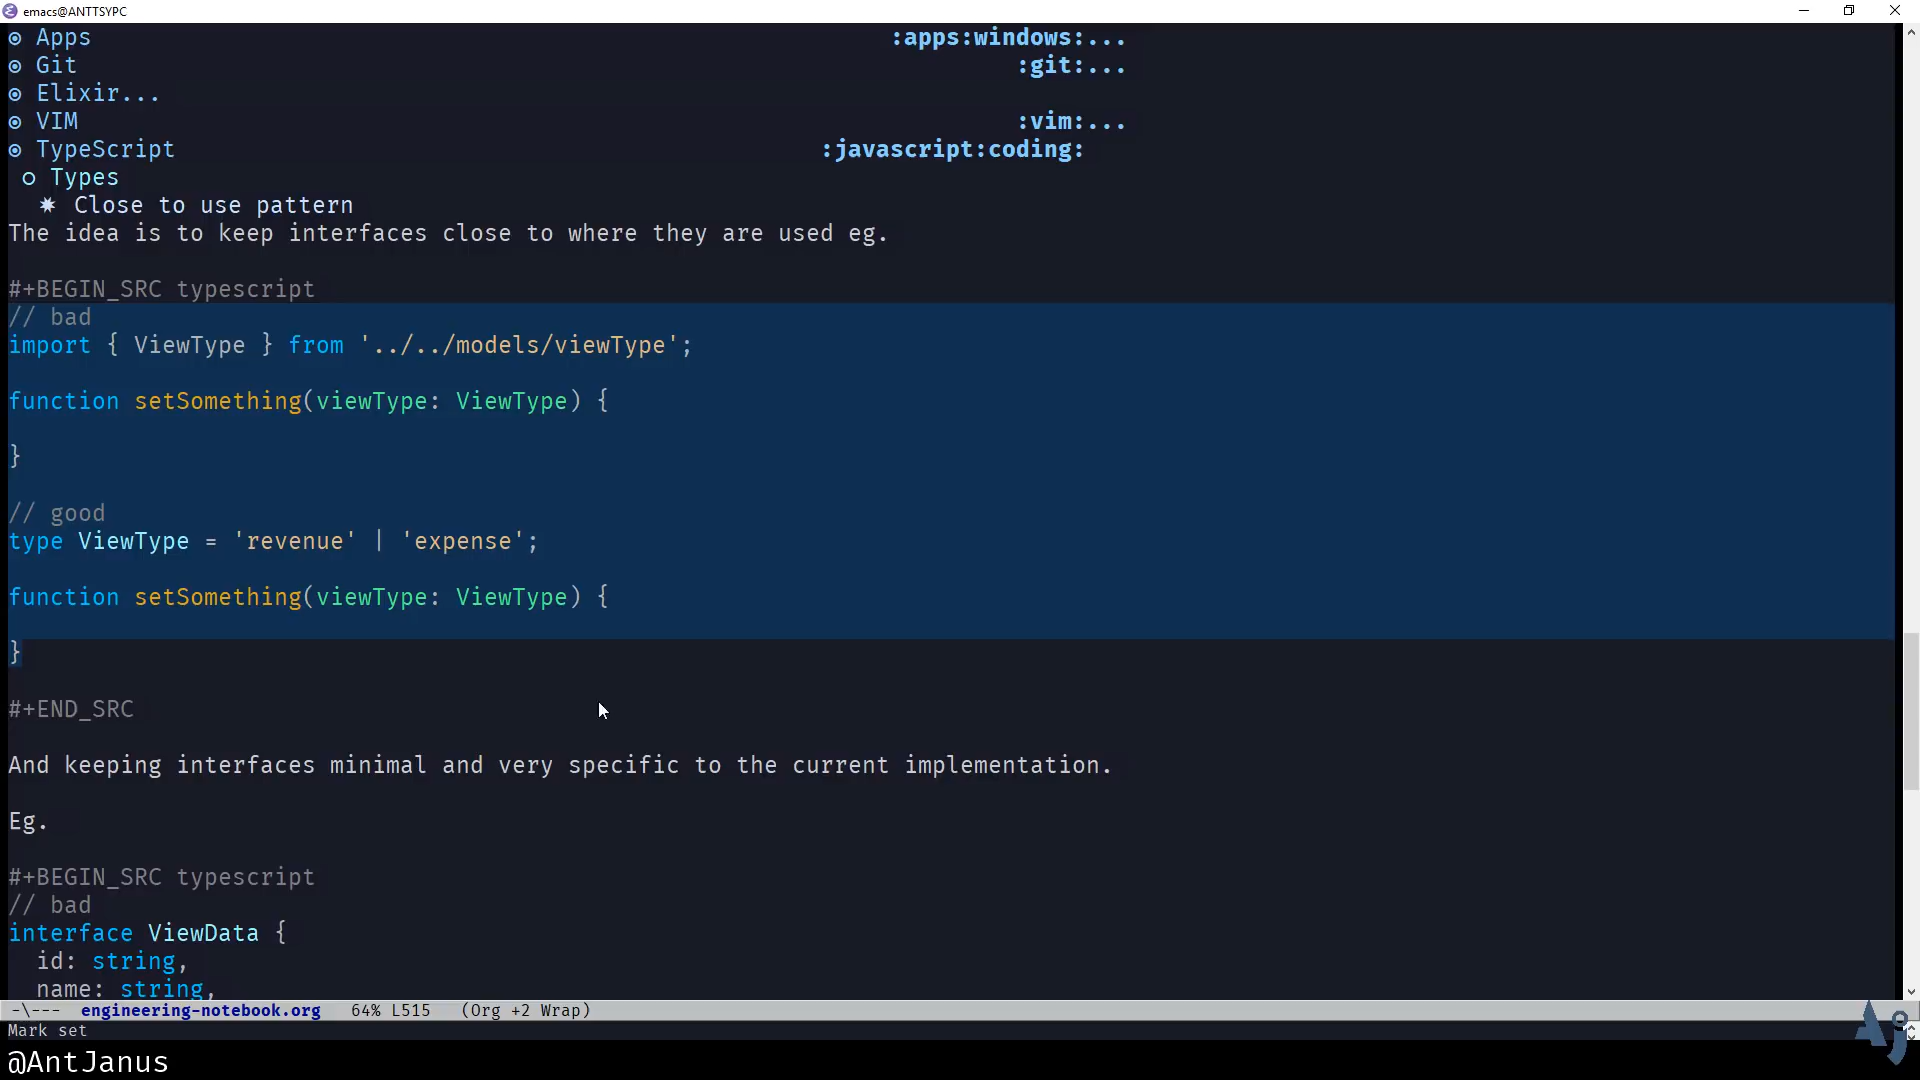 emacs@ANTTSYPC
Apps :apps:windows:...
Git :git:...
Elixir...
VIM :vim:...
TypeScript :javascript:coding:
Types
Close to use pattern
The idea is to keep interfaces close to where they are used eg.
#+BEGIN_SRC typescript
// bad
import { ViewType } from '../../models/viewType';
function setSomething(viewType: ViewType) {
}
// good
type ViewType = 'revenue' | 'expense';
function setSomething(viewType: ViewType) {
}
#+END_SRC
And keeping interfaces minimal and very specific to the current implementation.
Eg.
#+BEGIN_SRC typescript
// bad
interface ViewData {
id: string,
name: string,
-\--- engineering-notebook.org 64% L515 (Org +2 Wrap)
Mark set
@AntJanus
Aj